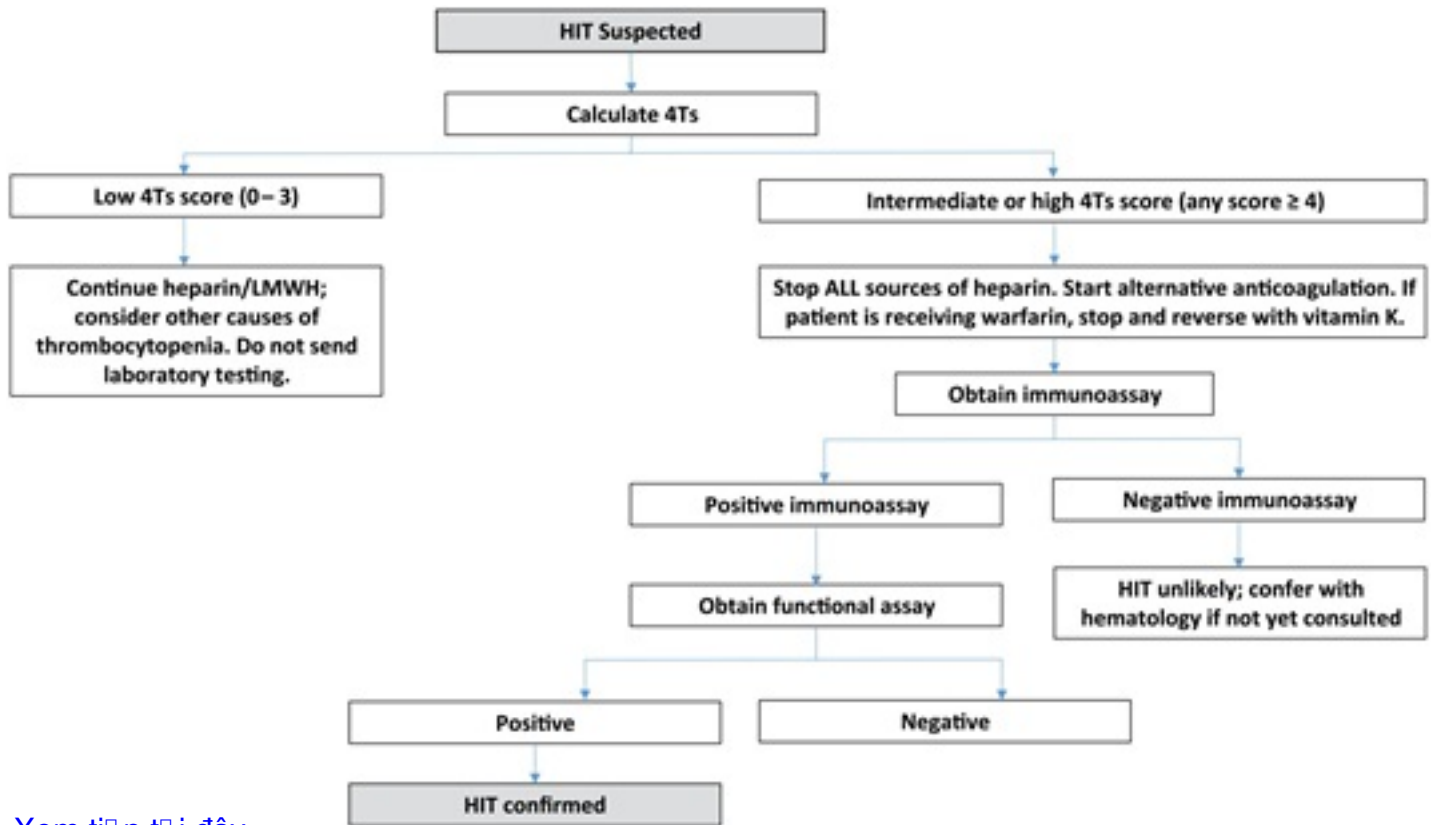 HIT Suspected
Calculate 4Ts
Low 4Ts score (0– 3)
Intermediate or high 4Ts score (any score ≥ 4)
Continue heparin/LMWH;
consider other causes of
thrombocytopenia. Do not send
laboratory testing.
Stop ALL sources of heparin. Start alternative anticoagulation. If
patient is receiving warfarin, stop and reverse with vitamin K.
Obtain immunoassay
Positive immunoassay
Negative immunoassay
Obtain functional assay
HIT unlikely; confer with
hematology if not yet consulted
Positive
Negative
HIT confirmed
Xem đây